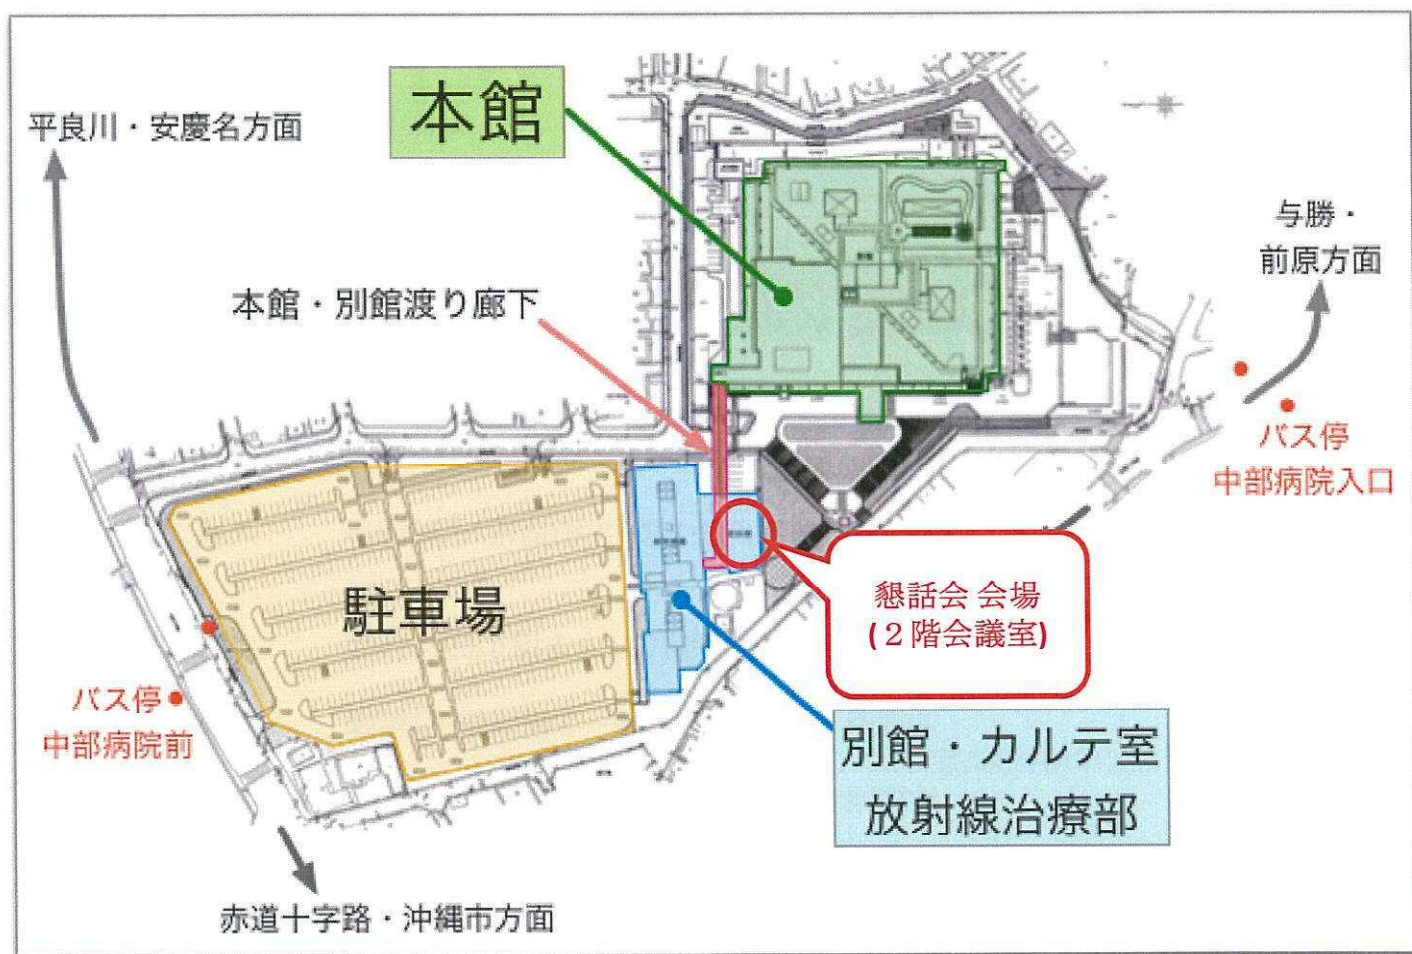 本館
平良川・安慶名方面
与勝・
前原方面
本館・別館渡り廊下
バス停
中部病院入口
駐車場
懇話会 会場
(２階会議室)
バス停
中部病院前
別館・カルテ室
放射線治療部
赤道十字路・沖縄市方面